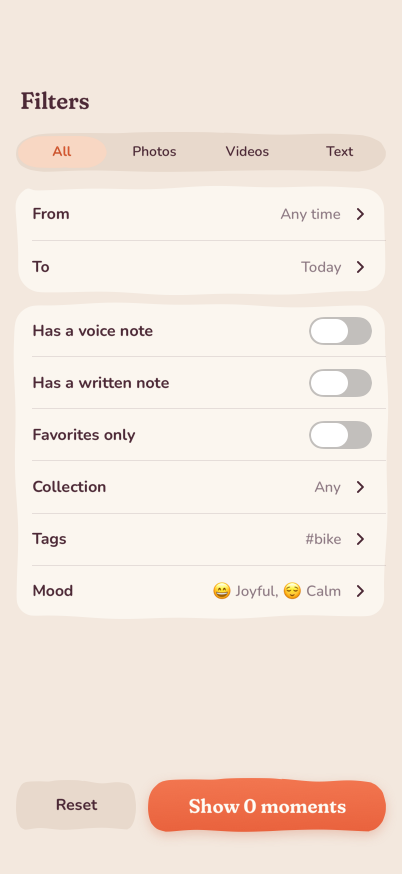 Filters
All Photos Videos Text
From Any time
To Today
Has a voice note
Has a written note
Favorites only
Collection Any
Tags #bike
Mood 😄 Joyful, 😌 Calm
Reset Show 0 moments